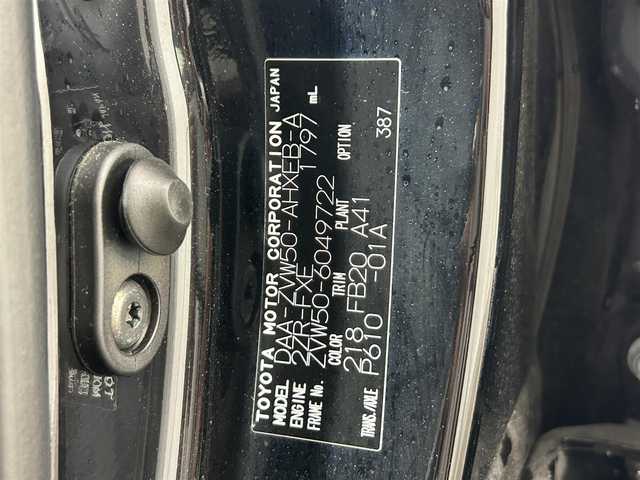 TOYOTA MOTOR CORPORATION JAPAN
MODEL DAA-ZVW50-AHXEB-A
ENGINE 2ZR-FXE 1797 mL
FRAME No. ZVW50-6049722
COLOR TRIM PLANT OPTION
218 FB20 A41
TRANS./AXLE P610 -01A 387